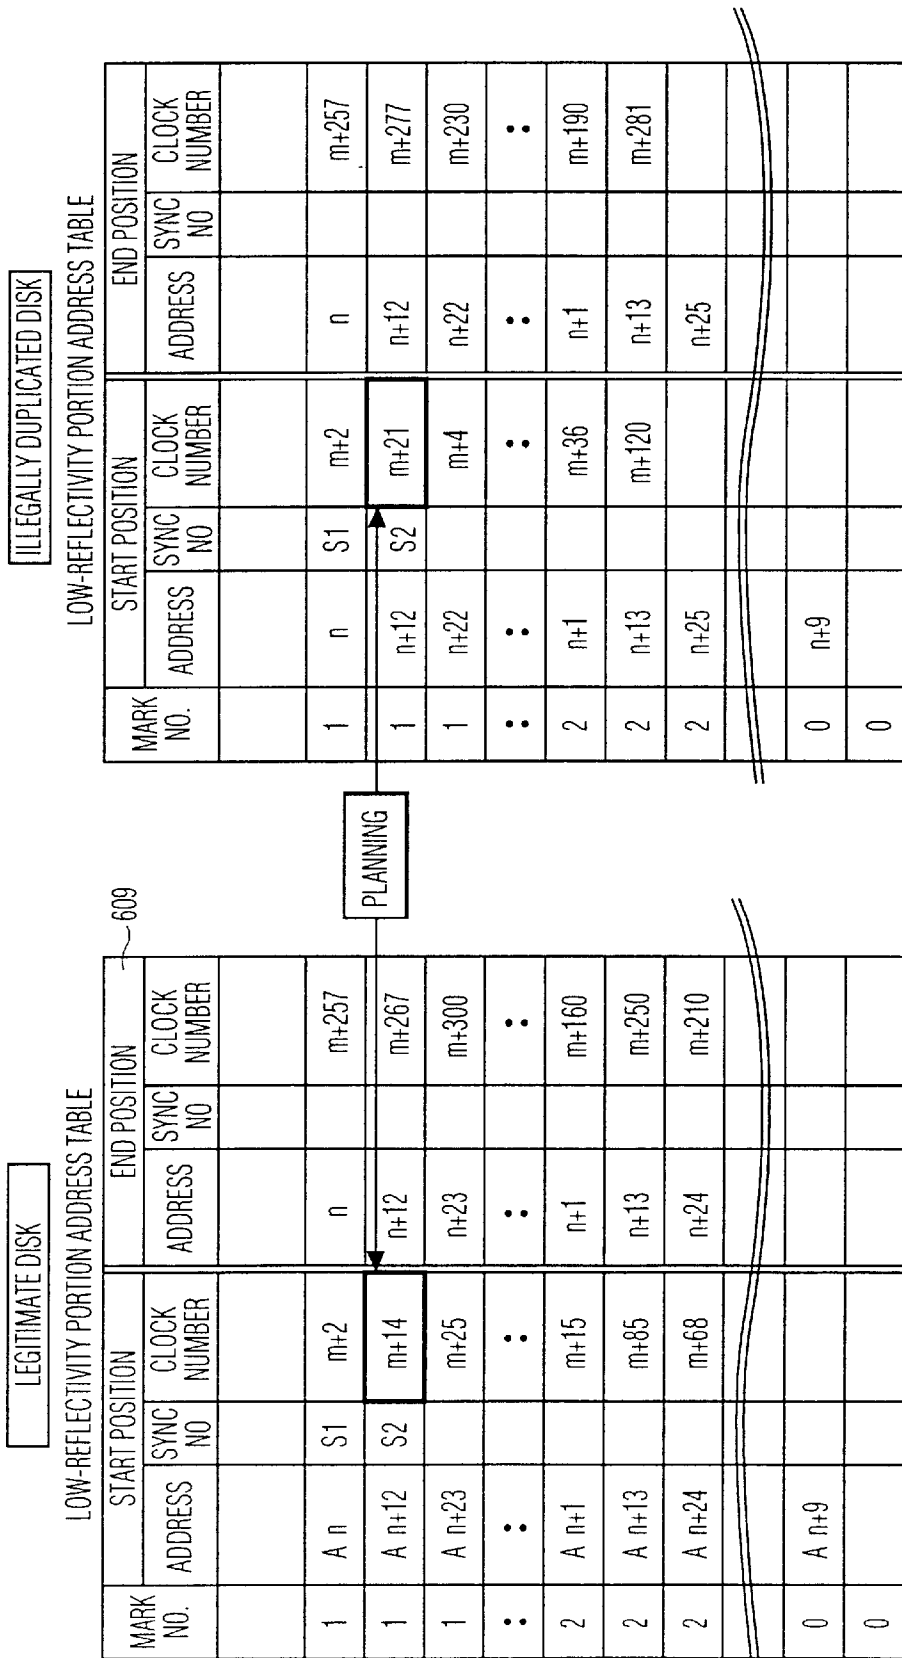 LEGITIMATE DISK
LOW-REFLECTIVITY PORTION ADDRESS TABLE
609
MARK NO. START POSITION END POSITION
ADDRESS SYNC NO CLOCK NUMBER ADDRESS SYNC NO CLOCK NUMBER
1 A n S1 m+2 n m+257
1 A n+12 S2 m+14 n+12 m+267
1 A n+23 m+25 n+23 m+300
: : : : :
2 A n+1 m+15 n+1 m+160
2 A n+13 m+85 n+13 m+250
2 A n+24 m+68 n+24 m+210
0 A n+9
0
PLANNING
ILLEGALLY DUPLICATED DISK
LOW-REFLECTIVITY PORTION ADDRESS TABLE
MARK NO. START POSITION END POSITION
ADDRESS SYNC NO CLOCK NUMBER ADDRESS SYNC NO CLOCK NUMBER
1 n S1 m+2 n m+257
1 n+12 S2 m+21 n+12 m+277
1 n+22 m+4 n+22 m+230
: : : : :
2 n+1 m+36 n+1 m+190
2 n+13 m+120 n+13 m+281
2 n+25 n+25
0 n+9
0